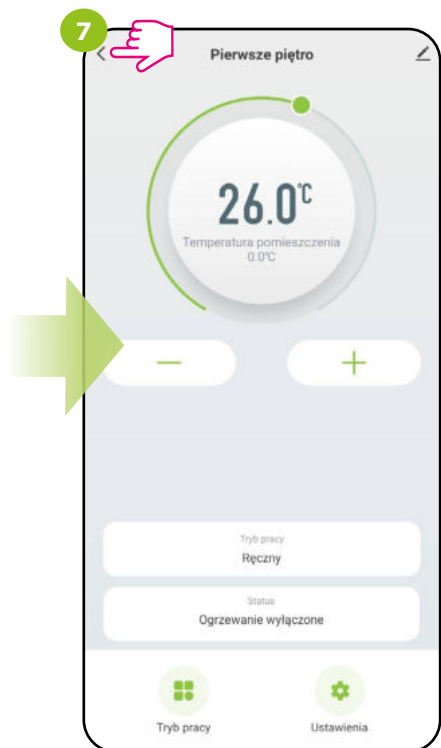 7
Pierwsze piętro
26.0°C
Temperatura pomieszczenia
0.0°C
Tryb pracy
Ręczny
Status
Ogrzewanie wyłączone
Tryb pracy Ustawienia